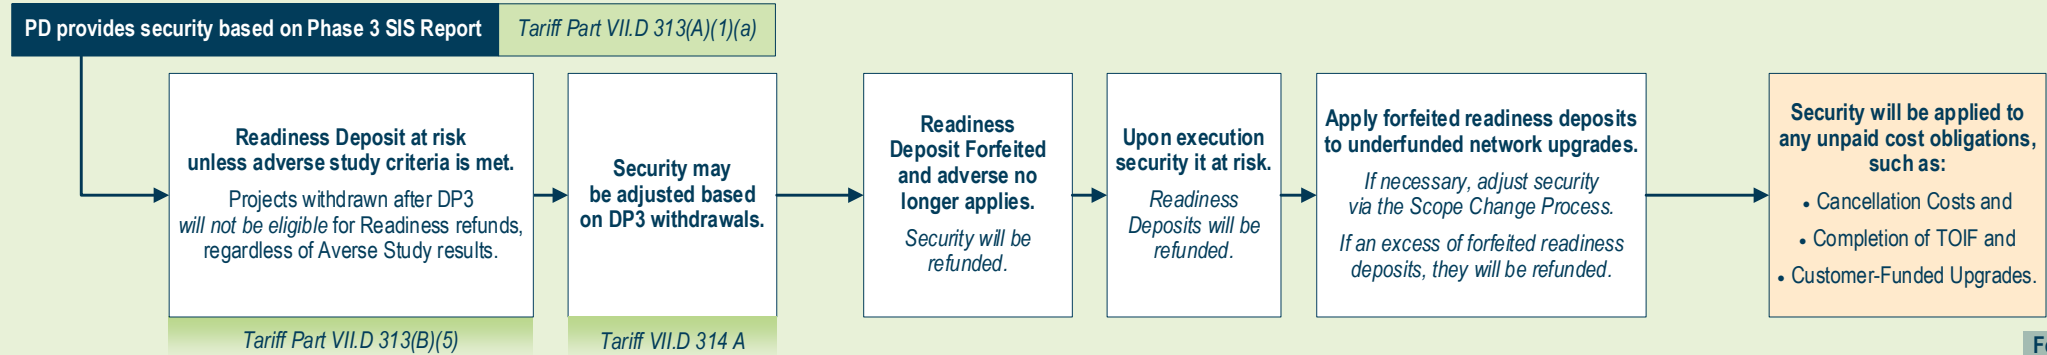 PD provides security based on Phase 3 SIS Report
Tariff Part VII.D 313(A)(1)(a)
Readiness Deposit at risk
unless adverse study criteria is met.
Projects withdrawn after DP3
will not be eligible for Readiness refunds,
regardless of Averse Study results.
Tariff Part VII.D 313(B)(5)
Security may
be adjusted based
on DP3 withdrawals.
Tariff VII.D 314 A
Readiness
Deposit Forfeited
and adverse no
longer applies.
Security will be
refunded.
Upon execution
security it at risk.
Readiness
Deposits will be
refunded.
Apply forfeited readiness deposits
to underfunded network upgrades.
If necessary, adjust security
via the Scope Change Process.
If an excess of forfeited readiness
deposits, they will be refunded.
Security will be applied to
any unpaid cost obligations,
such as:
• Cancellation Costs and
• Completion of TOIF and
• Customer-Funded Upgrades.